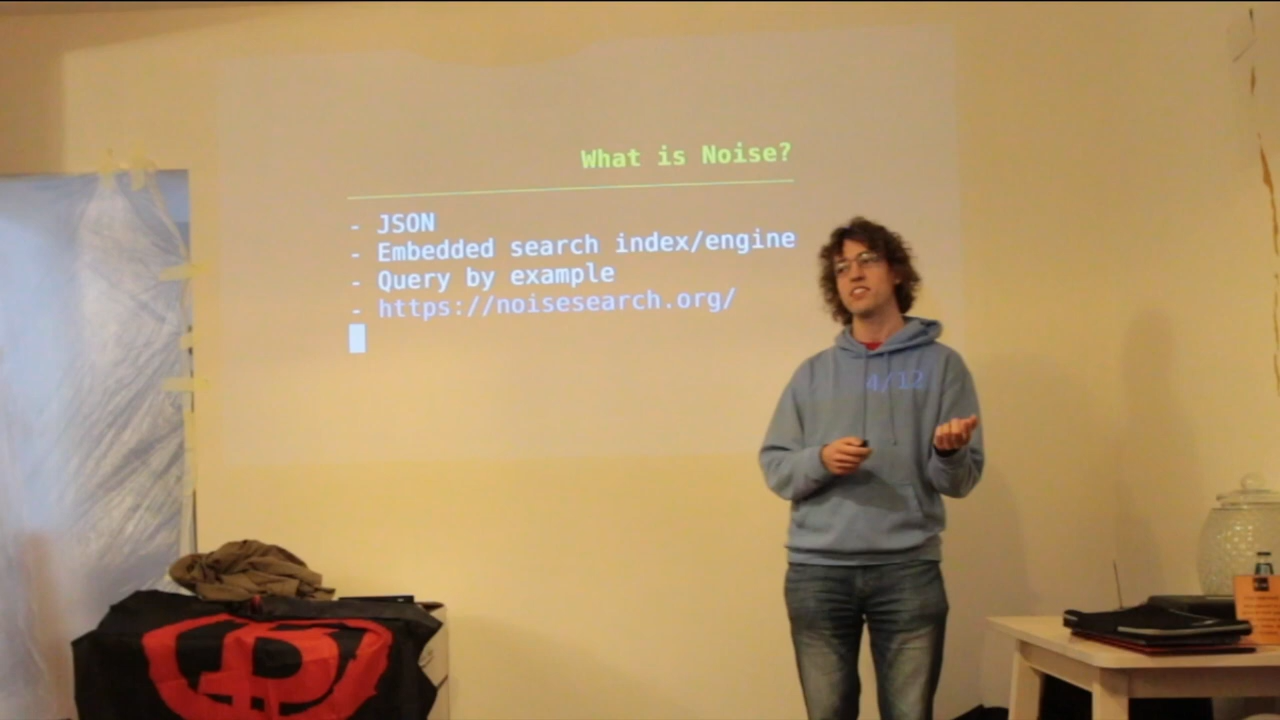 What is Noise?
- JSON
- Embedded search index/engine
- Query by example
- https://noisesearch.org/
4/12